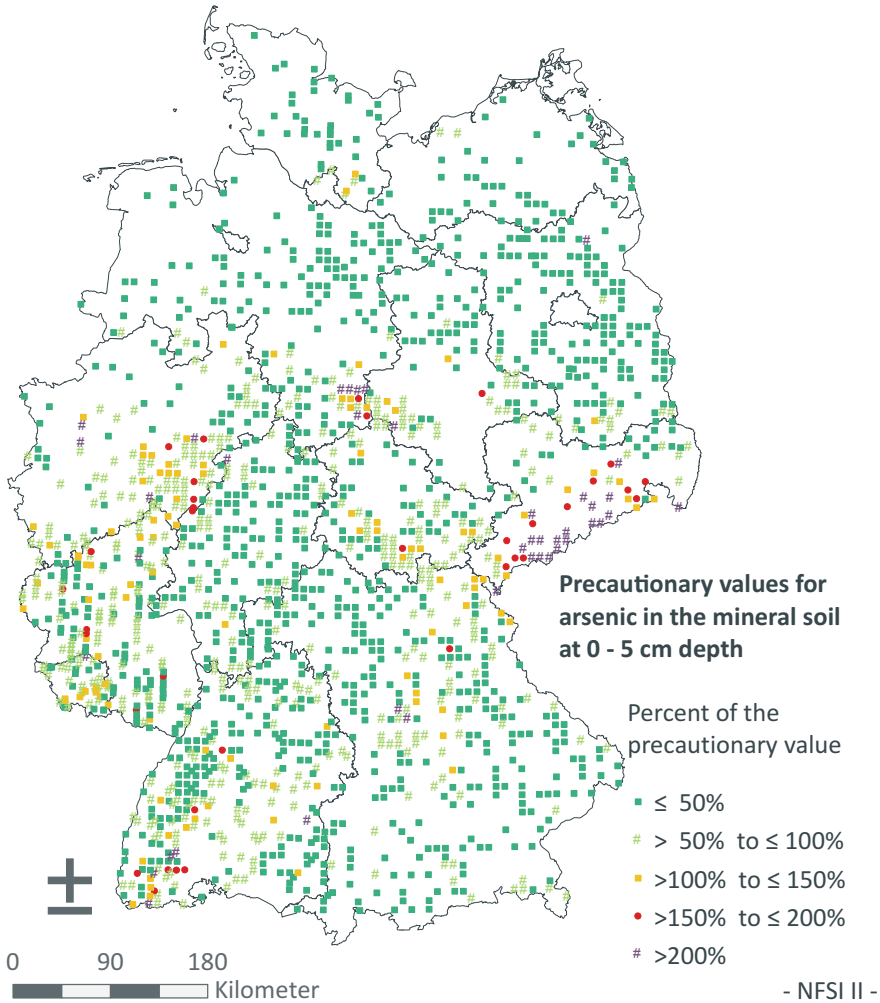 Precautionary values for
arsenic in the mineral soil
at 0 - 5 cm depth
Percent of the
precautionary value
≤ 50%
> 50% to ≤ 100%
>100% to ≤ 150%
>150% to ≤ 200%
>200%
0 90 180
Kilometer
- NFSI II -